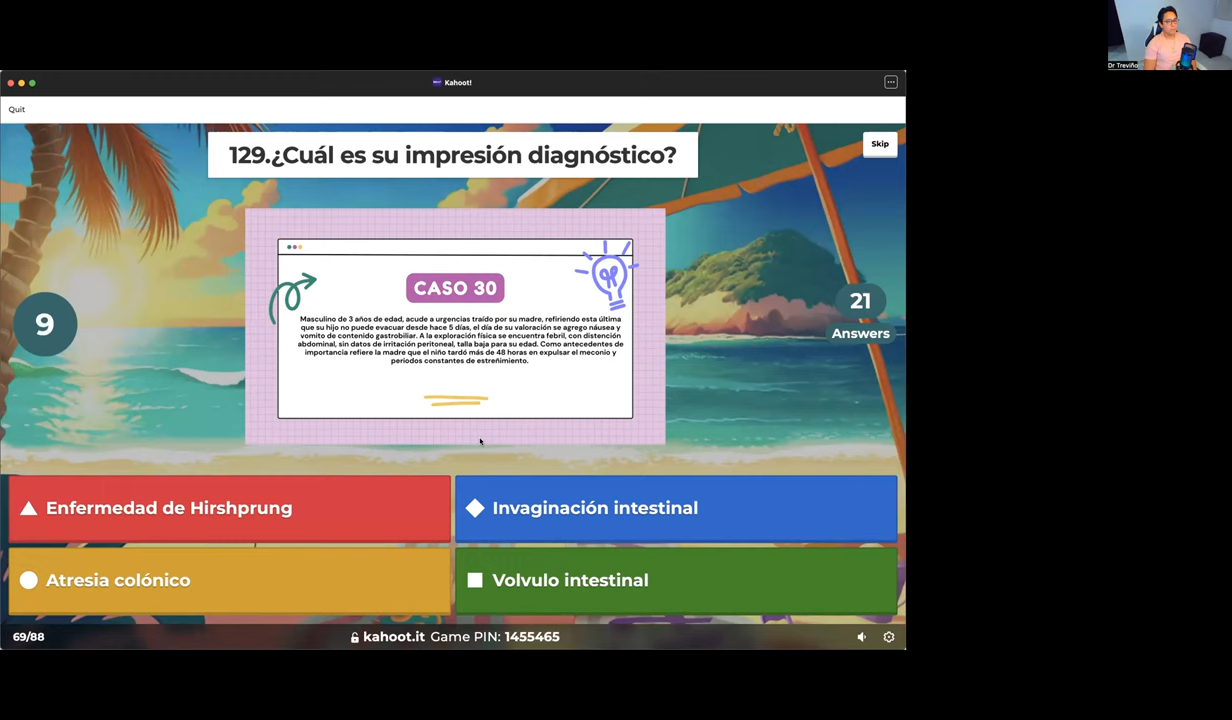 Dr Treviño
Kahoot!
Quit
129.¿Cuál es su impresión diagnóstico?
Skip
CASO 30
Masculino de 3 años de edad, acude a urgencias traído por su madre, refiriendo esta última
que su hijo no puede evacuar desde hace 5 días, el día de su valoración se agrego náusea y
vomito de contenido gastrobiliar. A la exploración física se encuentra febril, con distención
abdominal, sin datos de irritación peritoneal, talla baja para su edad. Como antecedentes de
importancia refiere la madre que el niño tardó más de 48 horas en expulsar el meconio y
periodos constantes de estreñimiento.
9
21
Answers
Enfermedad de Hirshprung
Invaginación intestinal
Atresia colónico
Volvulo intestinal
69/88
kahoot.it Game PIN: 1455465